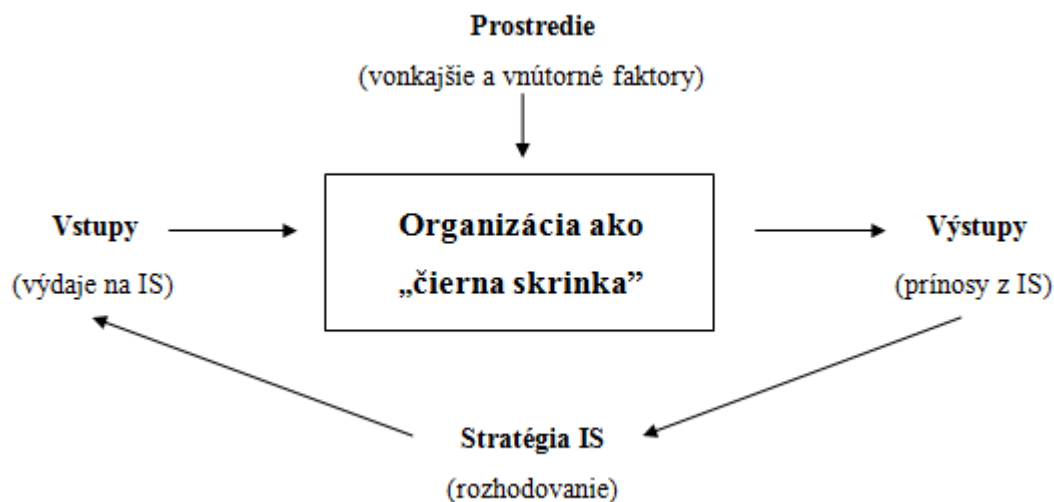 Prostredie
(vonkajšie a vnútorné faktory)
Vstupy
(výdaje na IS)
Organizácia ako
„čierna skrinka”
Výstupy
(prínosy z IS)
Stratégia IS
(rozhodovanie)